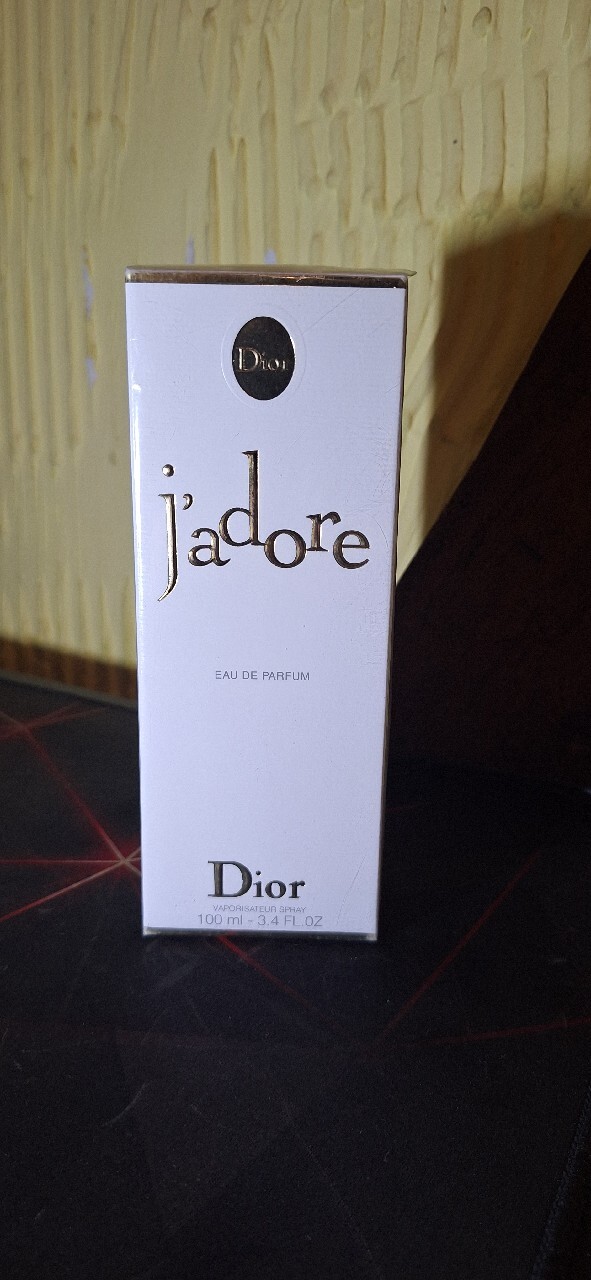 Dior
j'adore
EAU DE PARFUM
Dior
VAPORISATEUR SPRAY
100 ml - 3.4 FL.OZ